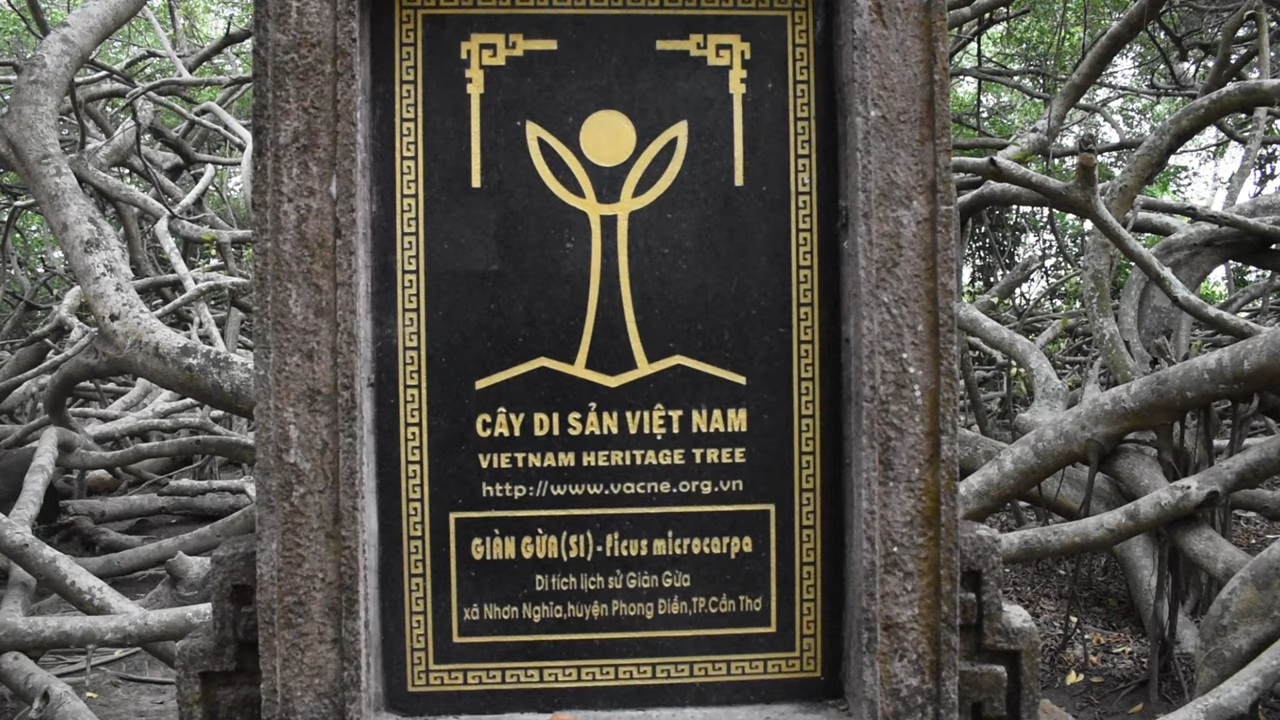 CÂY DI SẢN VIỆT NAM
VIETNAM HERITAGE TREE
http://www.vacne.org.vn
GIÀN GỪA(SI)-Ficus microcarpa
Di tích lịch sử Giàn Gừa
xã Nhơn Nghĩa,huyện Phong Điền,TP.Cần Thơ